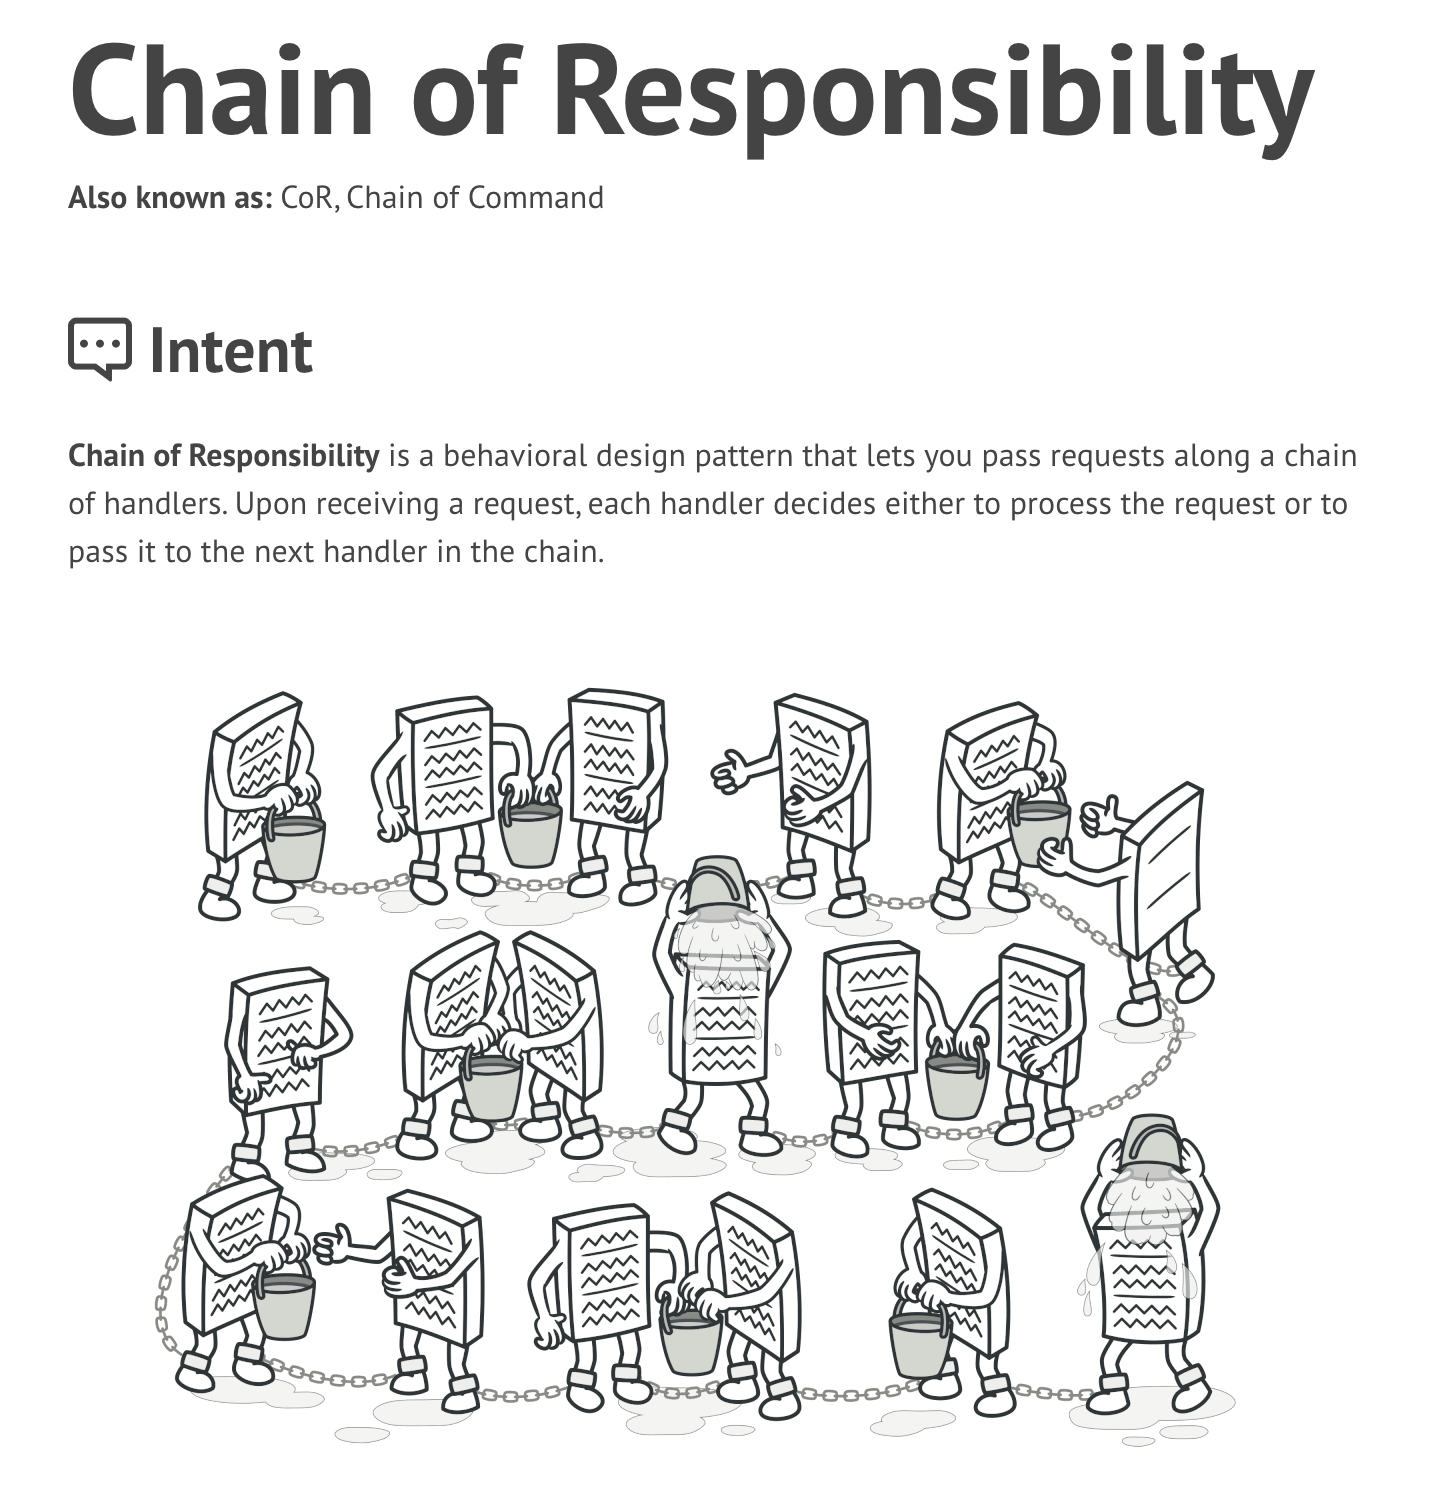 Chain of Responsibility
Also known as: CoR, Chain of Command
Intent
Chain of Responsibility is a behavioral design pattern that lets you pass requests along a chain
of handlers. Upon receiving a request, each handler decides either to process the request or to
pass it to the next handler in the chain.